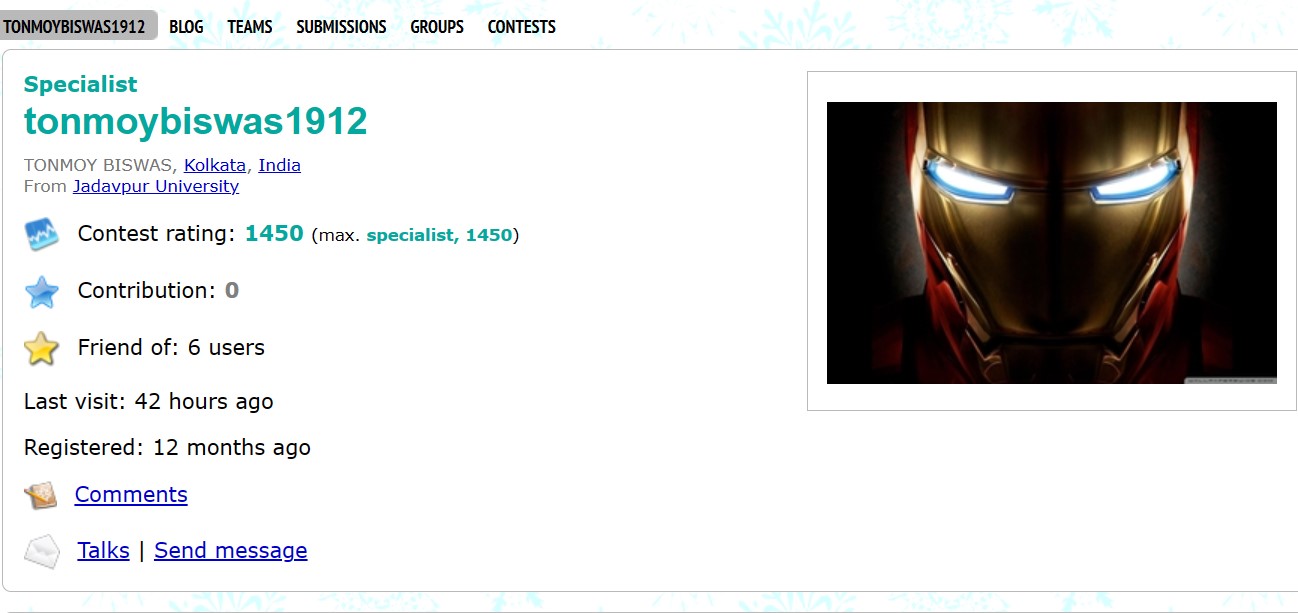 TONMOYBISWAS1912 BLOG TEAMS SUBMISSIONS GROUPS CONTESTS
Specialist
tonmoybiswas1912
TONMOY BISWAS, Kolkata, India
From Jadavpur University
Contest rating: 1450 (max. specialist, 1450)
Contribution: 0
Friend of: 6 users
Last visit: 42 hours ago
Registered: 12 months ago
Comments
Talks | Send message